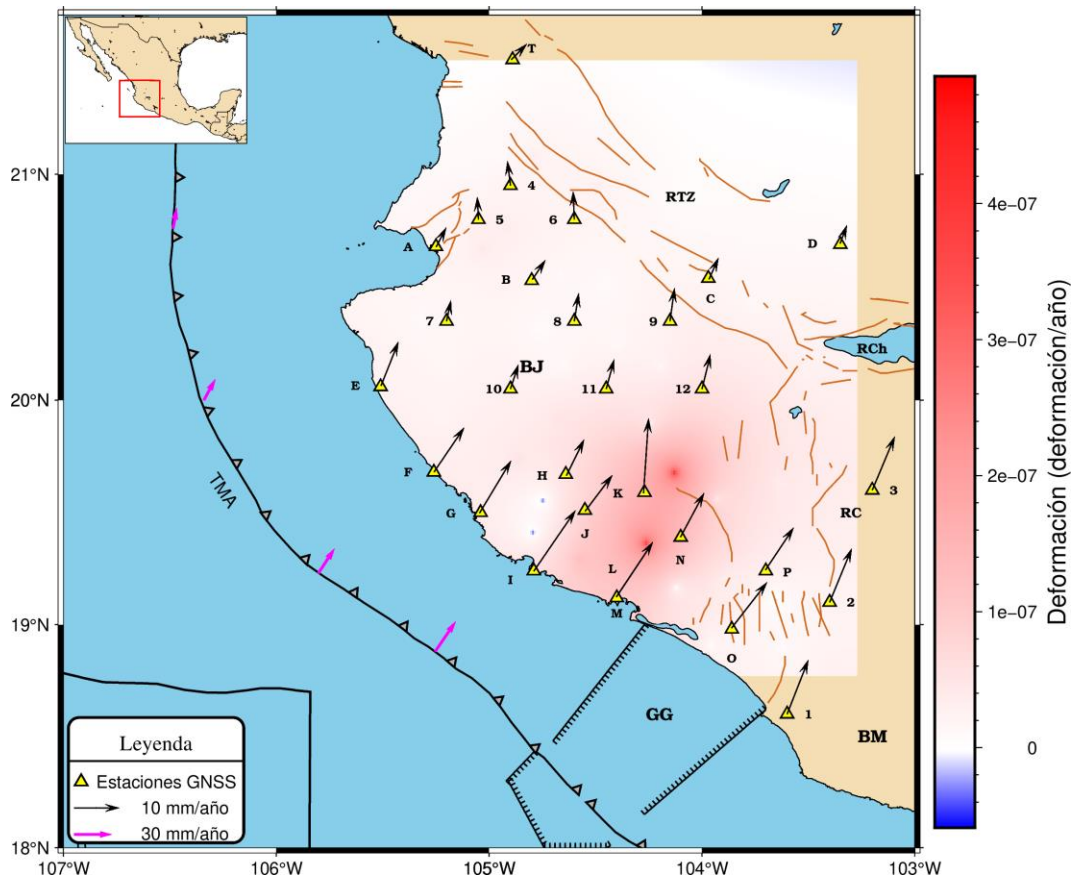 T
21°N
4
5
6
RTZ
A
D
B
C
7
8
9
RCh
BJ
E
10
11
12
20°N
F
H
K
3
G
J
RC
TMA
N
I
L
P
M
2
19°N
O
GG
1
BM
Leyenda
Estaciones GNSS
10 mm/año
30 mm/año
18°N
107°W
106°W
105°W
104°W
103°W
4e−07
3e−07
2e−07
1e−07
0
Deformación (deformación/año)